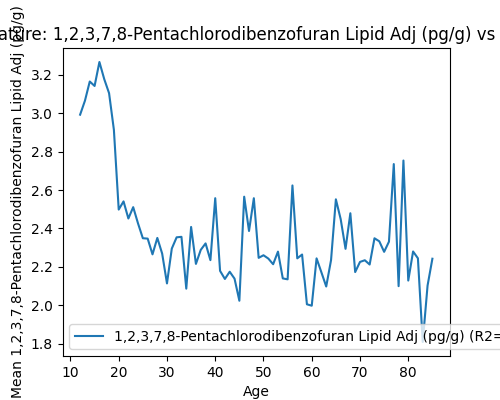 ature: 1,2,3,7,8-Pentachlorodibenzofuran Lipid Adj (pg/g) vs
Mean 1,2,3,7,8-Pentachlorodibenzofuran Lipid Adj (pg/g)
3.2
3.0
2.8
2.6
2.4
2.2
2.0
1.8
1,2,3,7,8-Pentachlorodibenzofuran Lipid Adj (pg/g) (R2=
10 20 30 40 50 60 70 80
Age